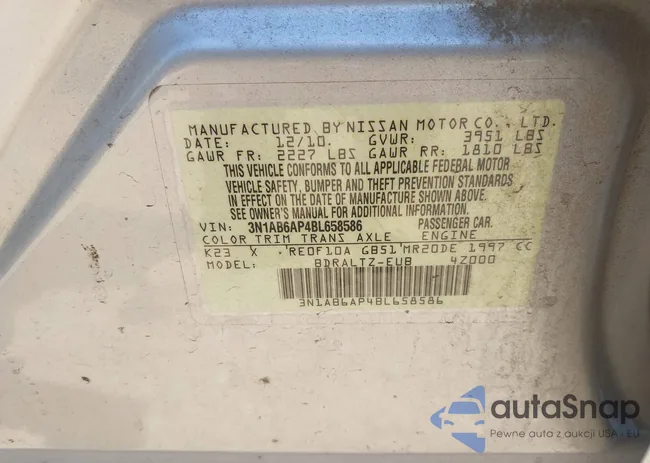 MANUFACTURED BY NISSAN MOTOR CO., LTD.
DATE: 12/10. GVWR: 3951 LBS
GAWR FR: 2227 LBS GAWR RR: 1810 LBS
THIS VEHICLE CONFORMS TO ALL APPLICABLE FEDERAL MOTOR
VEHICLE SAFETY, BUMPER AND THEFT PREVENTION STANDARDS
IN EFFECT ON THE DATE OF MANUFACTURE SHOWN ABOVE.
SEE OWNER'S MANUAL FOR ADDITIONAL INFORMATION.
VIN: 3N1AB6AP4BL658586 PASSENGER CAR.
COLOR TRIM TRANS AXLE ENGINE
K23 X RE0F10A GB51 MR20DE 1997 CC
MODEL: BDRALTZ-EUB 4Z000
3N1AB6AP4BL658586
autaSnap
Pewne auta z aukcji USA - EU